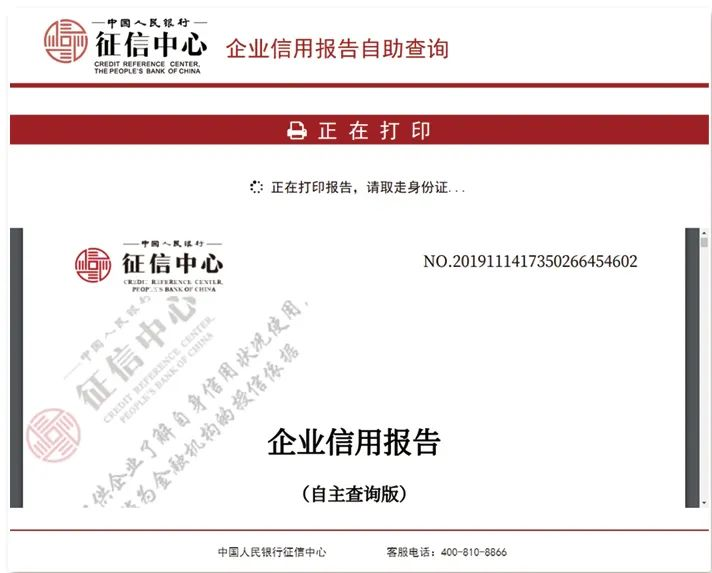 中国人民银行
征信中心
CREDIT REFERENCE CENTER,
THE PEOPLE'S BANK OF CHINA
企业信用报告自助查询
正在打印
正在打印报告，请取走身份证...
中国人民银行
征信中心
CREDIT REFERENCE CENTER,
PEOPLE'S BANK OF CHINA
NO.2019111417350266454602
中国人民银行
征信中心
CREDIT REFERENCE CENTER,
PEOPLE'S BANK OF CHINA
供企业了解自身信用状况使用，
为金融机构的授信依据
企业信用报告
（自主查询版）
中国人民银行征信中心
客服电话：400-810-8866